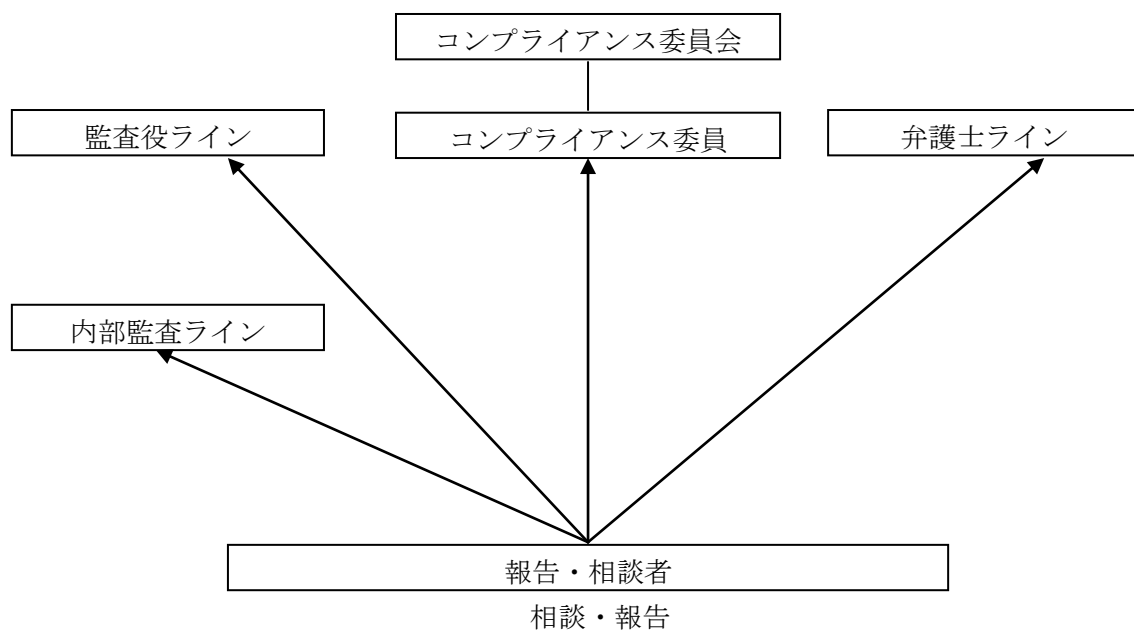 コンプライアンス委員会
監査役ライン
コンプライアンス委員
弁護士ライン
内部監査ライン
報告・相談者
相談・報告